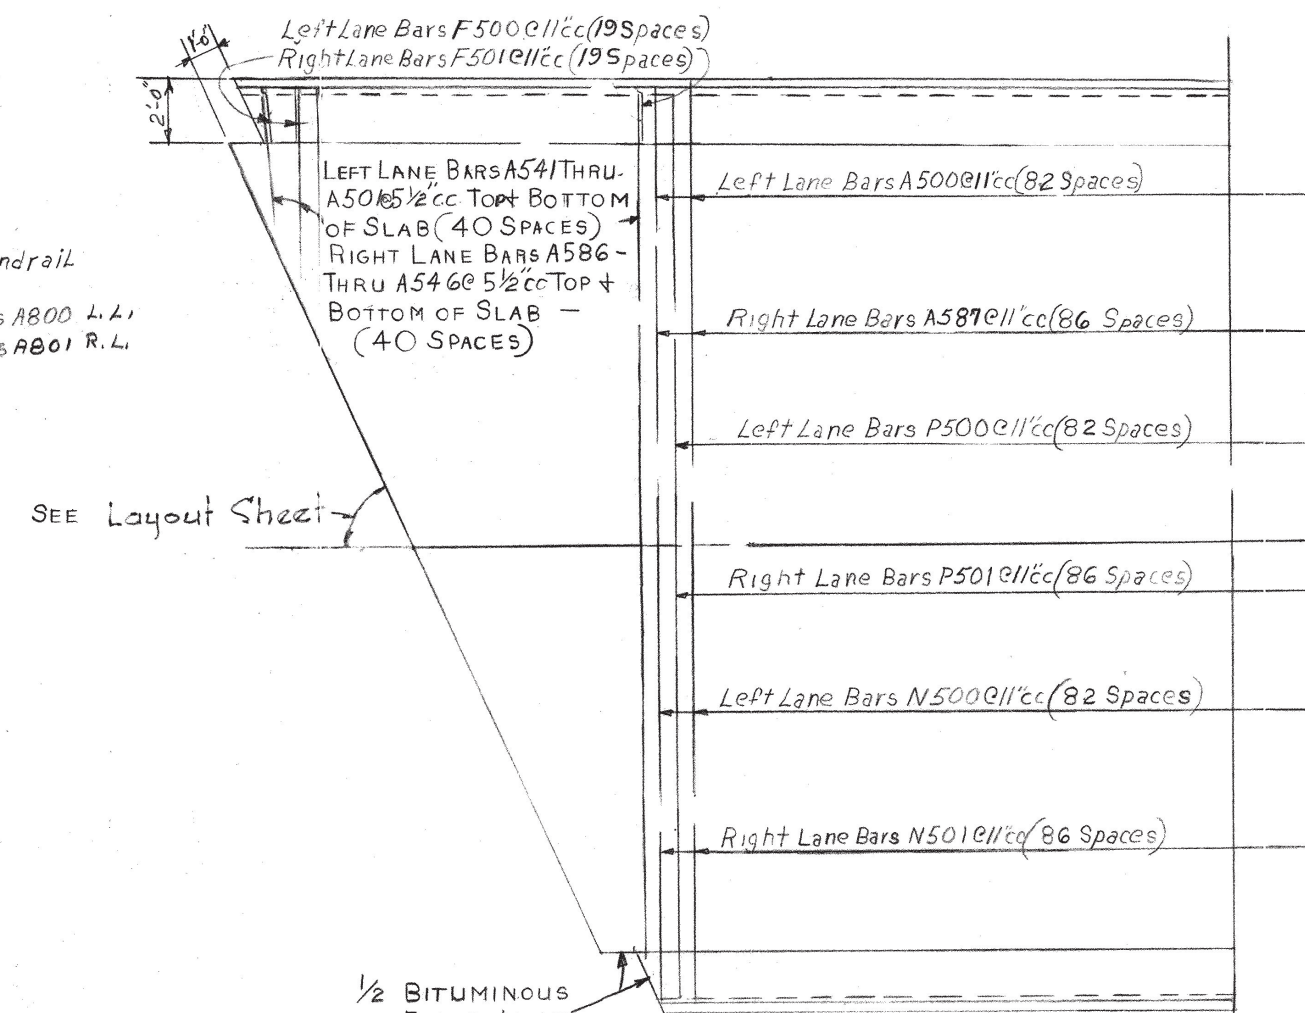 Left Lane Bars F500@11"cc(19 Spaces)
Right Lane Bars F501@11"cc(19 Spaces)
1'-0"
2'-0"
LEFT LANE BARS A541 THRU-
A501@5½"cc TOP+ BOTTOM
OF SLAB (40 SPACES)
RIGHT LANE BARS A586-
THRU A546@ 5½"cc TOP +
BOTTOM OF SLAB —
(40 SPACES)
Left Lane Bars A500@11"cc(82 Spaces)
ndrail
A800 L.L.
A801 R.L.
Right Lane Bars A587@11"cc(86 Spaces)
Left Lane Bars P500@11"cc(82 Spaces)
SEE Layout Sheet
Right Lane Bars P501@11"cc(86 Spaces)
Left Lane Bars N500@11"cc(82 Spaces)
Right Lane Bars N501@11"cc(86 Spaces)
½ BITUMINOUS